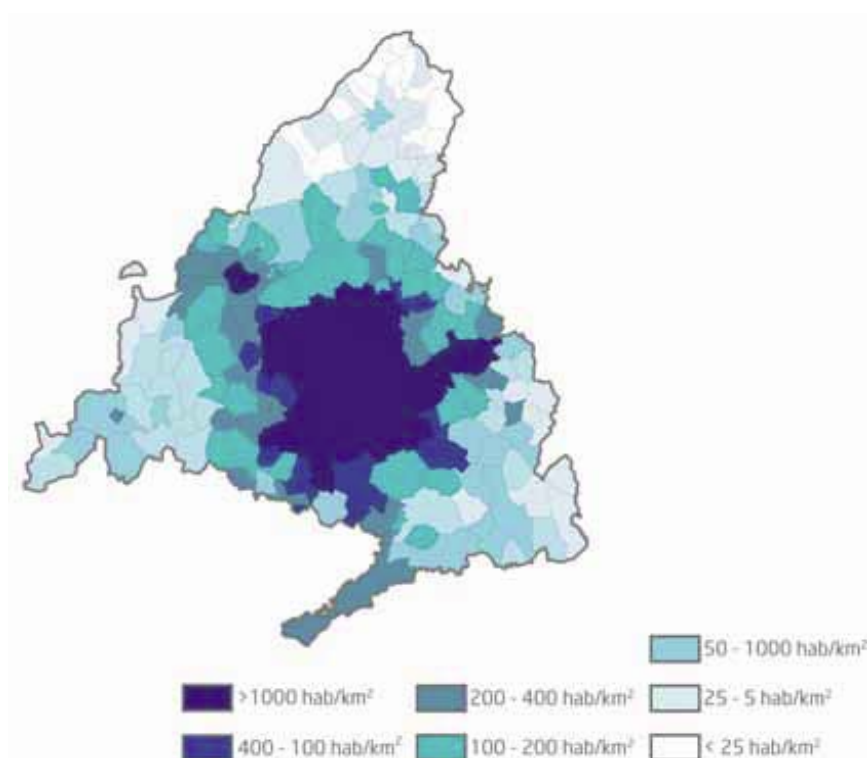 50 - 1000 hab/km²
>1000 hab/km²
200 - 400 hab/km²
25 - 5 hab/km²
400 - 100 hab/km²
100 - 200 hab/km²
< 25 hab/km²